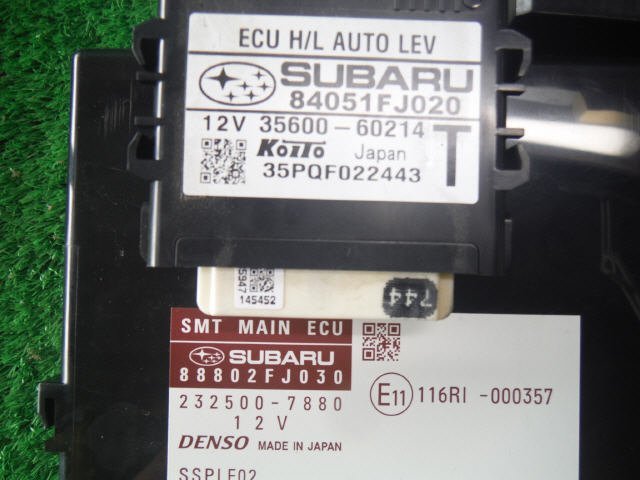 ECU H/L AUTO LEV
SUBARU
84051FJ020
12V 35600-60214
Koito Japan T
35PQF022443
59947
145452
744
SMT MAIN ECU
SUBARU
88802FJ030
232500-7880
12V
E11 116RI -000357
DENSO MADE IN JAPAN
SSPLF02